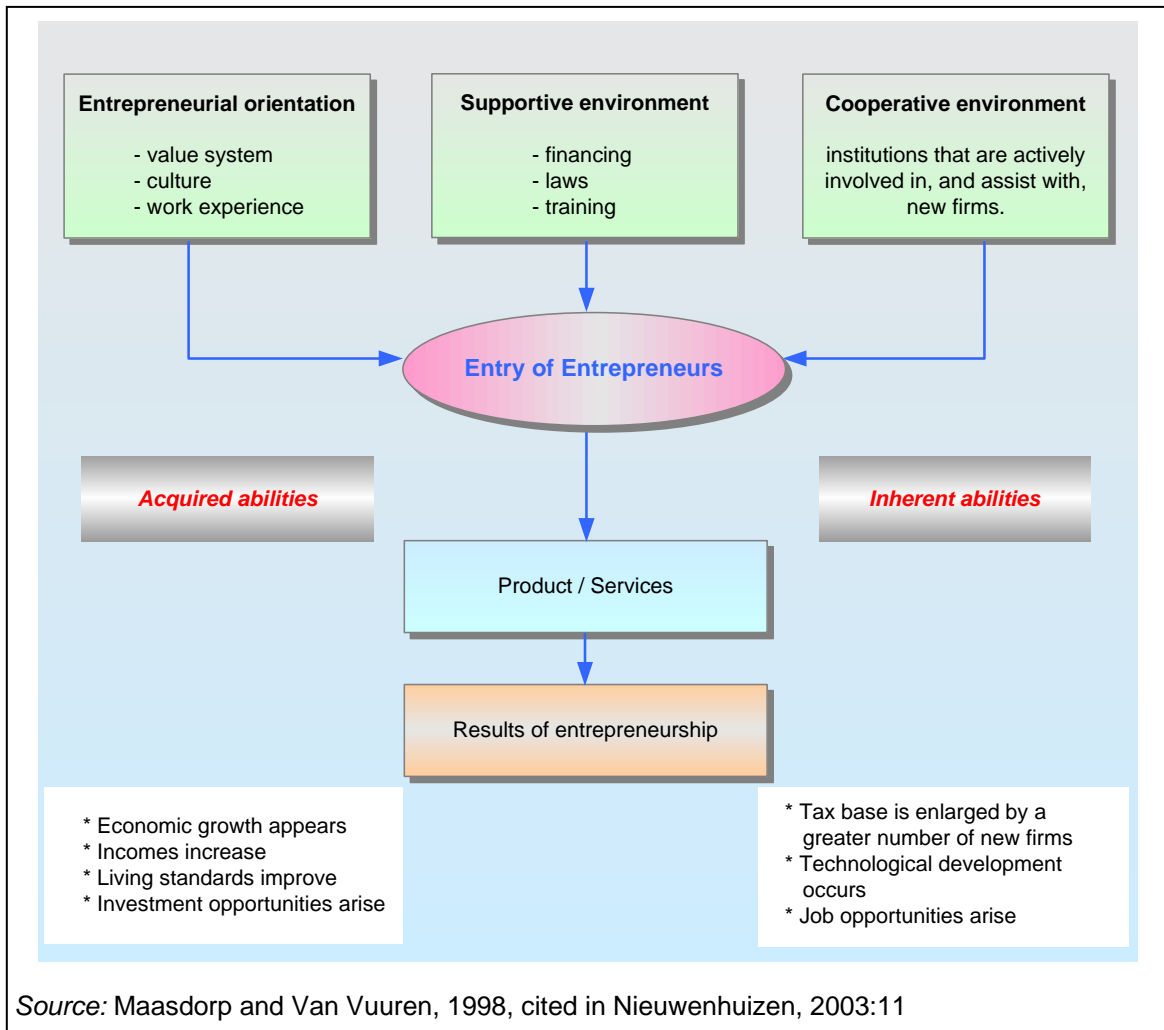 Entrepreneurial orientation
- value system
- culture
- work experience
Supportive environment
- financing
- laws
- training
Cooperative environment
institutions that are actively
involved in, and assist with,
new firms.
Entry of Entrepreneurs
Acquired abilities
Inherent abilities
Product / Services
Results of entrepreneurship
* Economic growth appears
* Incomes increase
* Living standards improve
* Investment opportunities arise
* Tax base is enlarged by a
greater number of new firms
* Technological development
occurs
* Job opportunities arise
Source: Maasdorp and Van Vuuren, 1998, cited in Nieuwenhuizen, 2003:11